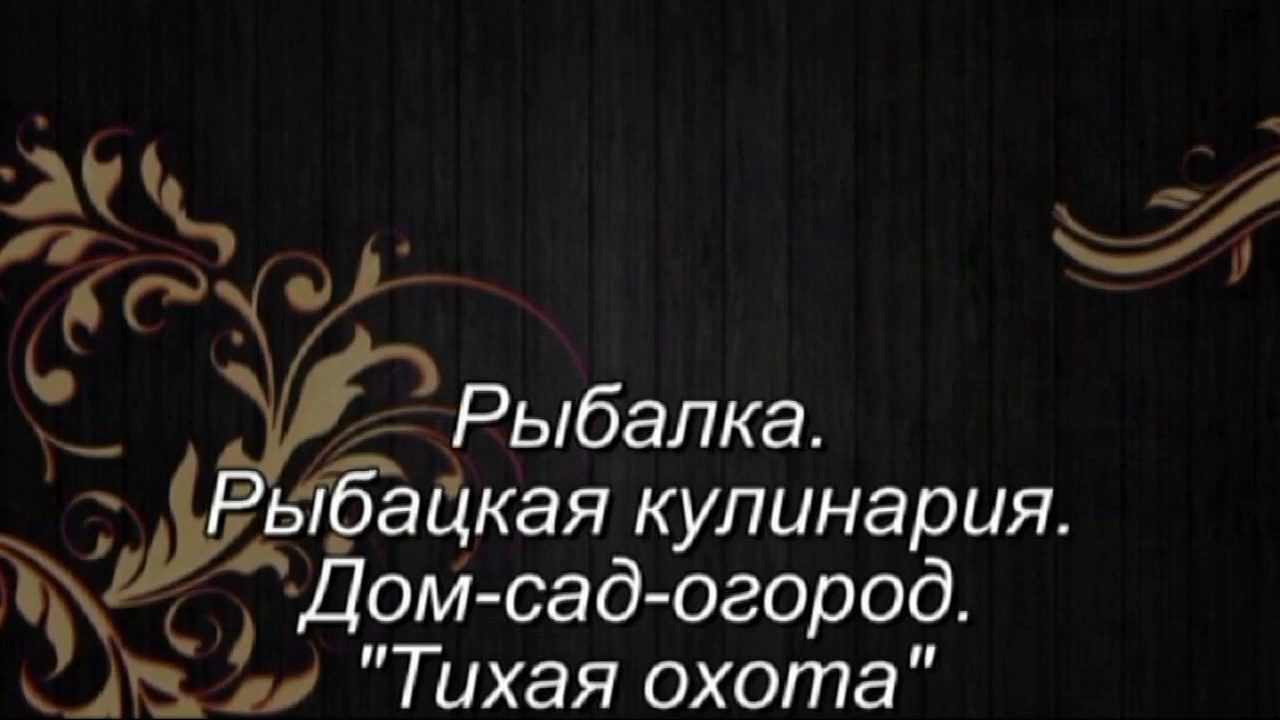 Рыбалка.
Рыбацкая кулинария.
Дом-сад-огород.
"Тихая охота"